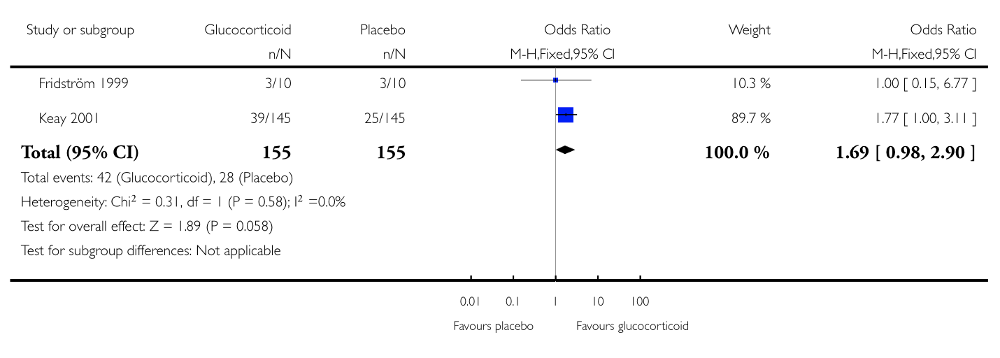 Study or subgroup Glucocorticoid Placebo Odds Ratio Weight Odds Ratio
n/N n/N M-H,Fixed,95% CI M-H,Fixed,95% CI
Fridström 1999 3/10 3/10 10.3 % 1.00 [ 0.15, 6.77 ]
Keay 2001 39/145 25/145 89.7 % 1.77 [ 1.00, 3.11 ]
Total (95% CI) 155 155 100.0 % 1.69 [ 0.98, 2.90 ]
Total events: 42 (Glucocorticoid), 28 (Placebo)
Heterogeneity: Chi² = 0.31, df = 1 (P = 0.58); I² =0.0%
Test for overall effect: Z = 1.89 (P = 0.058)
Test for subgroup differences: Not applicable
0.01 0.1 1 10 100
Favours placebo Favours glucocorticoid